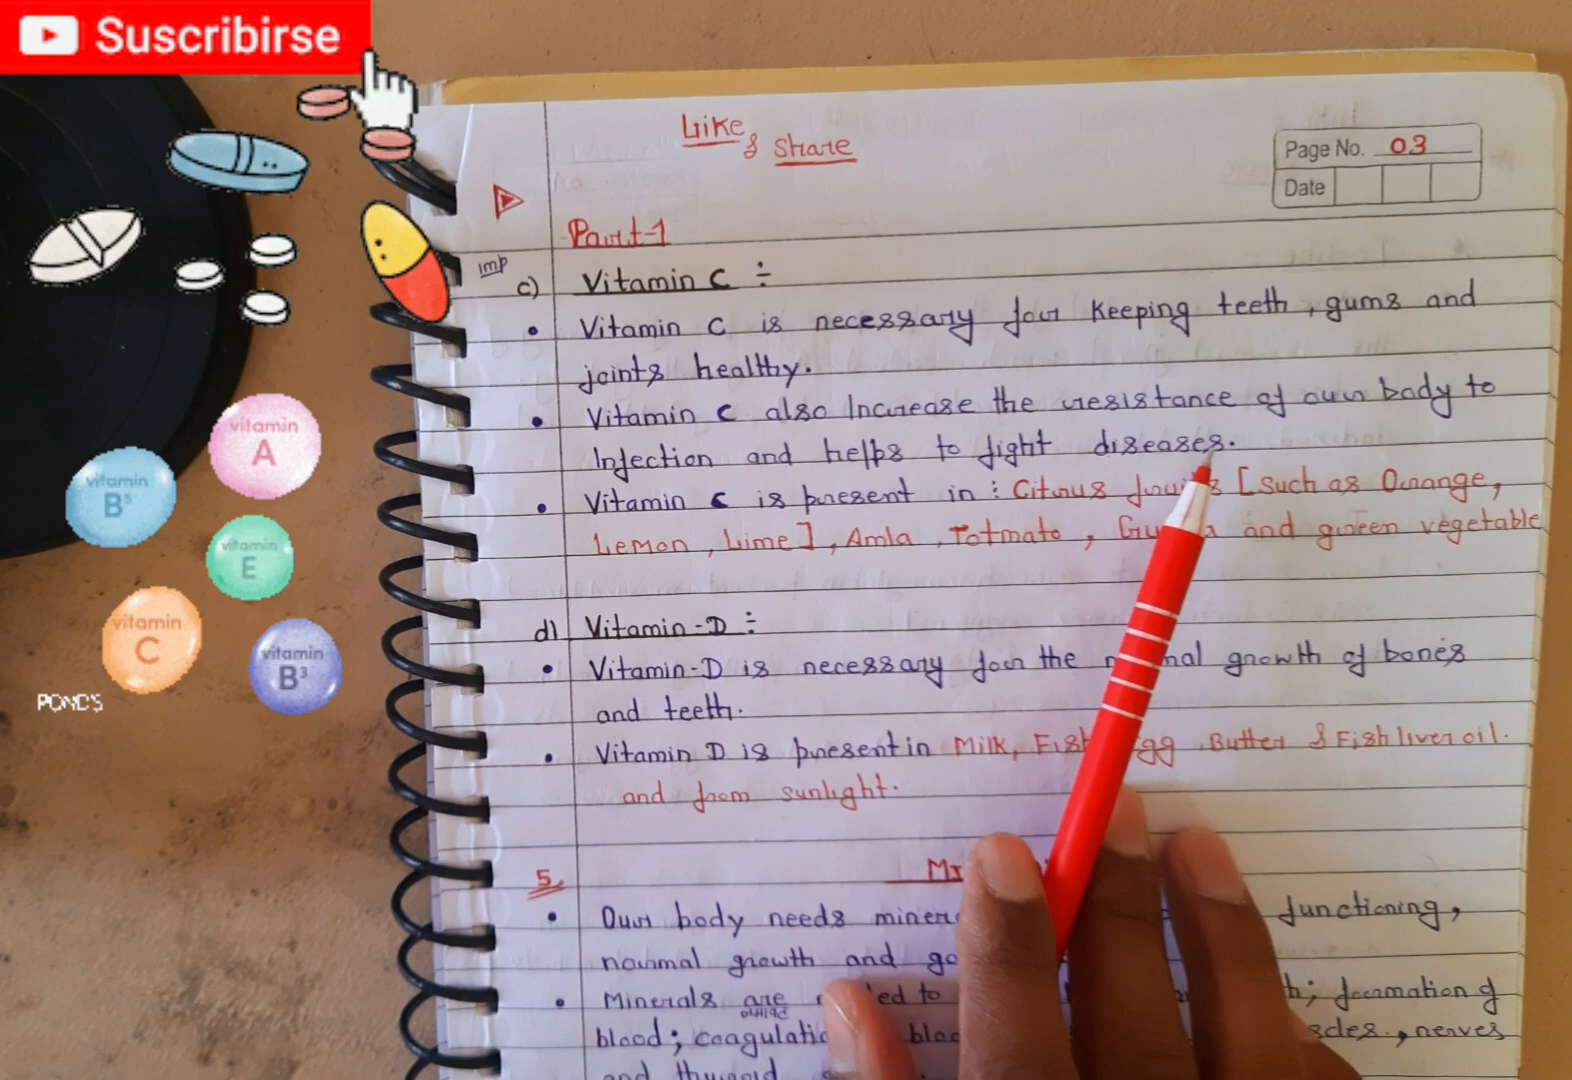 Suscribirse
Like & Share
Page No. 03
Date
Part-1
imp
c) Vitamin C ÷
• Vitamin C is necessary for keeping teeth, gums and
joints healthy.
• Vitamin C also Increase the resistance of our body to
Infection and helps to fight diseases.
• Vitamin C is present in : Citrus [such as Orange,
Lemon, Lime], Amla, Totmato, and green vegetable
d) Vitamin-D ÷
• Vitamin-D is necessary for the growth of bones
and teeth.
• Vitamin D is present in Milk, Butter & Fish liver oil.
and from sunlight.
5.
• Our body needs functioning,
normal growth and
• Minerals are to formation of
blood; nerves
and
vitamin A
vitamin B⁵
vitamin E
vitamin C
vitamin B³
POND'S